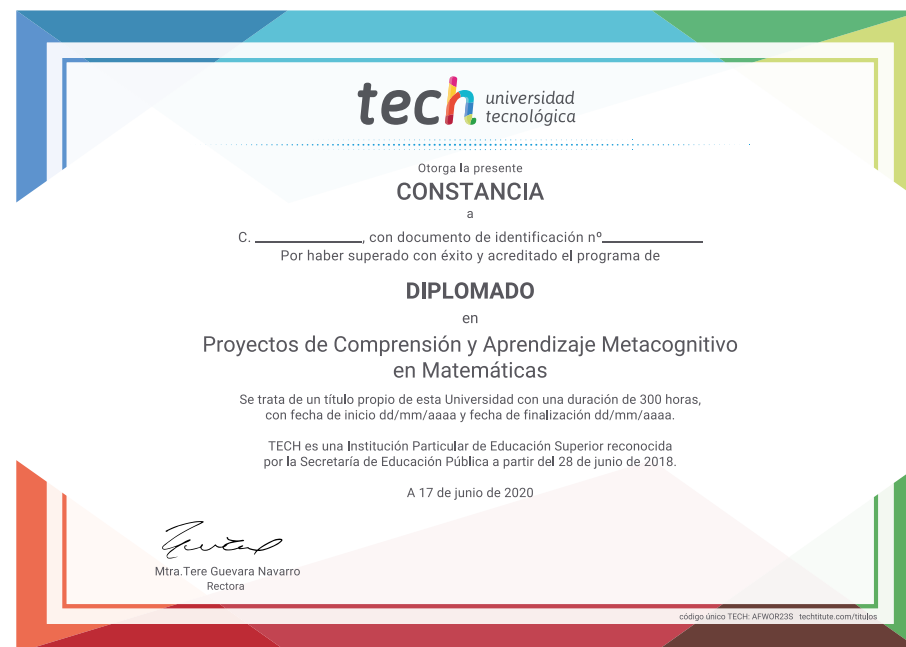 tech universidad
tecnológica
Otorga la presente
CONSTANCIA
a
C. ____________, con documento de identificación nº____________
Por haber superado con éxito y acreditado el programa de
DIPLOMADO
en
Proyectos de Comprensión y Aprendizaje Metacognitivo
en Matemáticas
Se trata de un título propio de esta Universidad con una duración de 300 horas,
con fecha de inicio dd/mm/aaaa y fecha de finalización dd/mm/aaaa.
TECH es una Institución Particular de Educación Superior reconocida
por la Secretaría de Educación Pública a partir del 28 de junio de 2018.
A 17 de junio de 2020
Mtra.Tere Guevara Navarro
Rectora
código único TECH: AFWOR23S techtitute.com/titulos